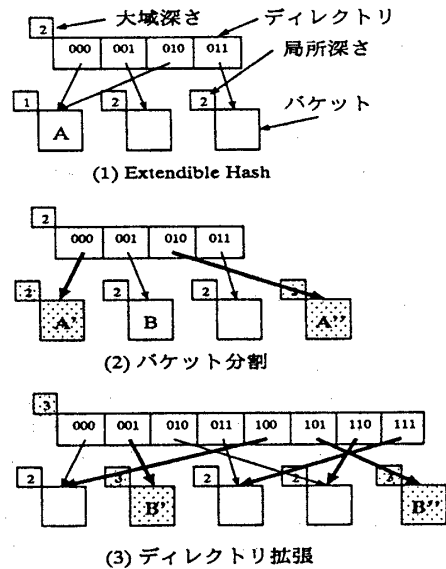 大域深さ
ディレクトリ
2
000 001 010 011
局所深さ
1 2 2
バケット
A
(1) Extendible Hash
2
000 001 010 011
2 2 2 2
A' B A''
(2) バケット分割
3
000 001 010 011 100 101 110 111
2 3 2 2 3
B' B''
(3) ディレクトリ拡張